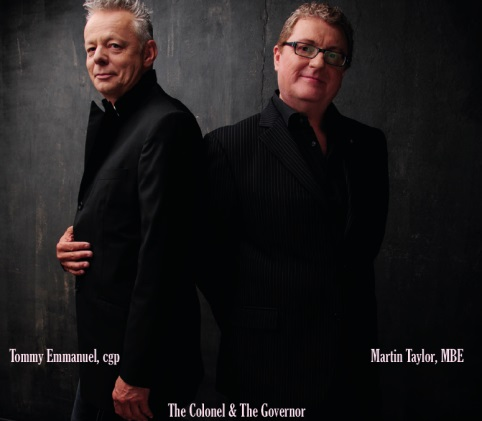 Tommy Emmanuel, cgp
Martin Taylor, MBE
The Colonel & The Governor